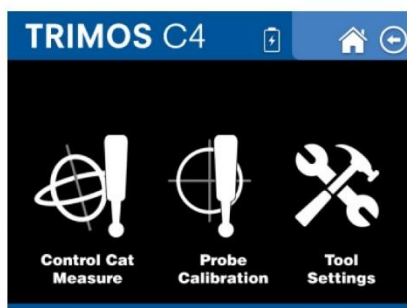 TRIMOS C4
Control Cat
Measure
Probe
Calibration
Tool
Settings